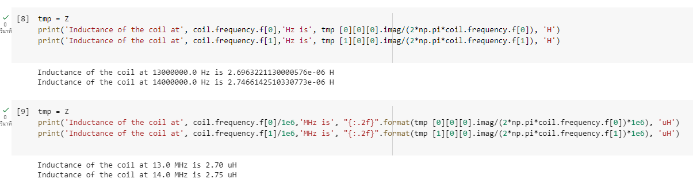 [8] tmp = Z
0 print('Inductance of the coil at', coil.frequency.f[0],'Hz is', tmp [0][0][0].imag/(2*np.pi*coil.frequency.f[0]), 'H')
print('Inductance of the coil at', coil.frequency.f[1],'Hz is', tmp [1][0][0].imag/(2*np.pi*coil.frequency.f[1]), 'H')
Inductance of the coil at 13000000.0 Hz is 2.6963221130000576e-06 H
Inductance of the coil at 14000000.0 Hz is 2.7466142510330773e-06 H
[9] tmp = Z
0 print('Inductance of the coil at', coil.frequency.f[0]/1e6,'MHz is', "{:.2f}".format(tmp [0][0][0].imag/(2*np.pi*coil.frequency.f[0])*1e6), 'uH')
print('Inductance of the coil at', coil.frequency.f[1]/1e6,'MHz is', "{:.2f}".format(tmp [1][0][0].imag/(2*np.pi*coil.frequency.f[1])*1e6), 'uH')
Inductance of the coil at 13.0 MHz is 2.70 uH
Inductance of the coil at 14.0 MHz is 2.75 uH